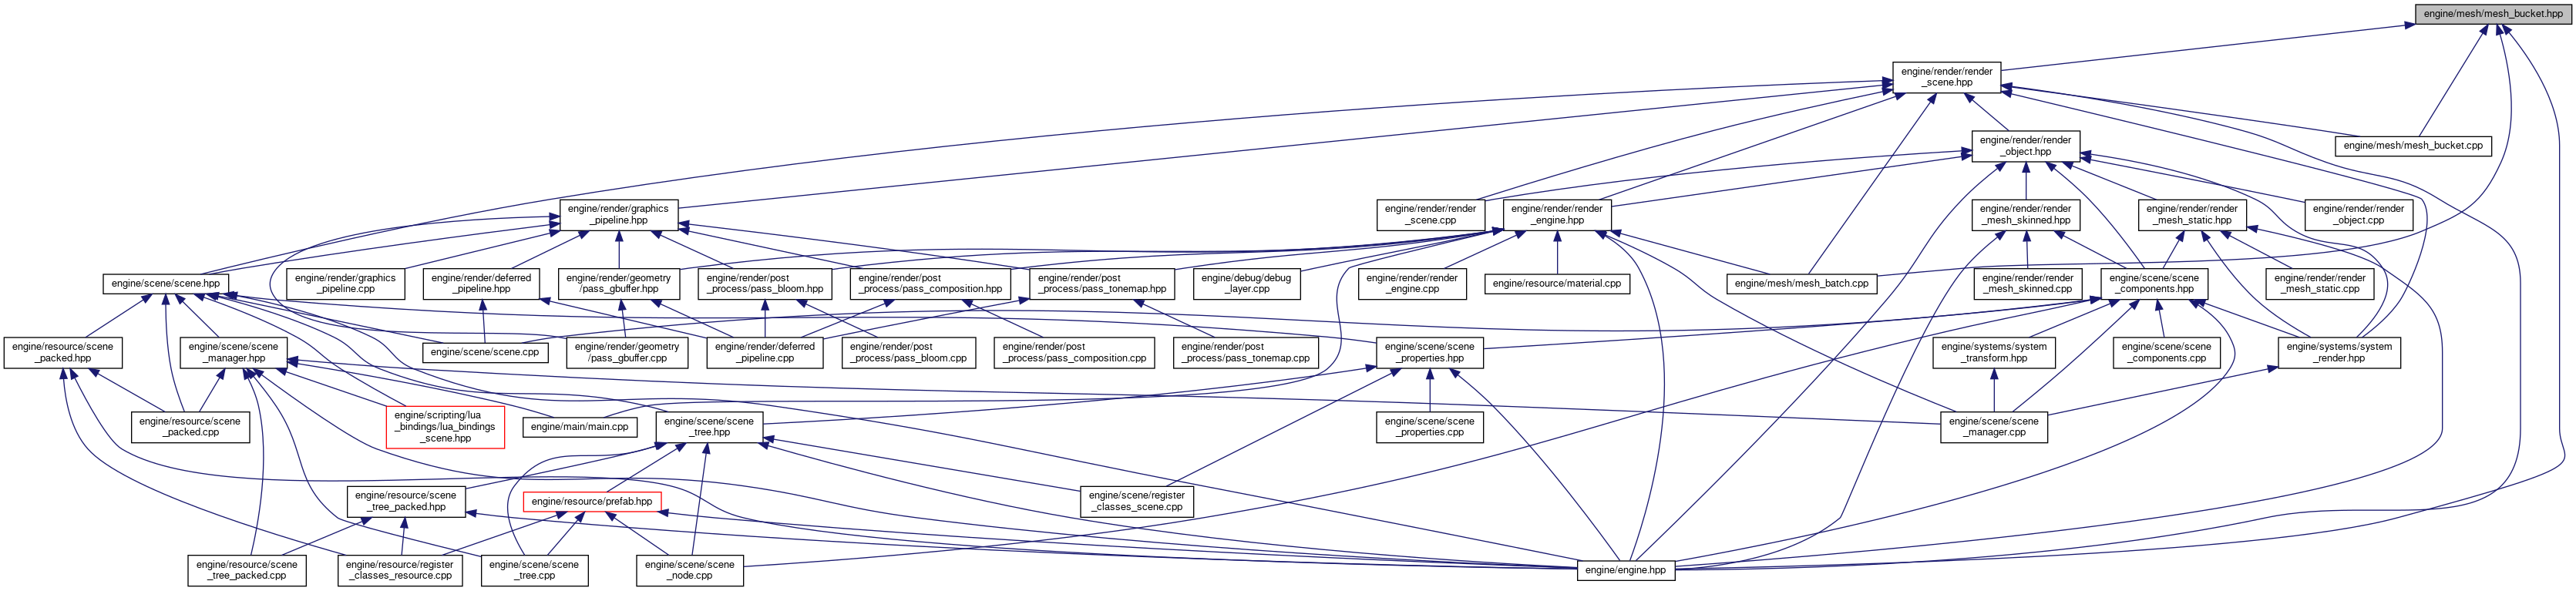 engine/mesh/mesh_bucket.hpp
engine/render/render
_scene.hpp
engine/render/render
_object.hpp
engine/mesh/mesh_bucket.cpp
engine/render/graphics
_pipeline.hpp
engine/render/render
_scene.cpp
engine/render/render
_engine.hpp
engine/render/render
_mesh_skinned.hpp
engine/render/render
_mesh_static.hpp
engine/render/render
_object.cpp
engine/scene/scene.hpp
engine/render/graphics
_pipeline.cpp
engine/render/deferred
_pipeline.hpp
engine/render/geometry
/pass_gbuffer.hpp
engine/render/post
_process/pass_bloom.hpp
engine/render/post
_process/pass_composition.hpp
engine/render/post
_process/pass_tonemap.hpp
engine/debug/debug
_layer.cpp
engine/render/render
_engine.cpp
engine/resource/material.cpp
engine/mesh/mesh_batch.cpp
engine/render/render
_mesh_skinned.cpp
engine/scene/scene
_components.hpp
engine/render/render
_mesh_static.cpp
engine/resource/scene
_packed.hpp
engine/scene/scene
_manager.hpp
engine/scene/scene.cpp
engine/render/geometry
/pass_gbuffer.cpp
engine/render/deferred
_pipeline.cpp
engine/render/post
_process/pass_bloom.cpp
engine/render/post
_process/pass_composition.cpp
engine/render/post
_process/pass_tonemap.cpp
engine/scene/scene
_properties.hpp
engine/systems/system
_transform.hpp
engine/scene/scene
_components.cpp
engine/systems/system
_render.hpp
engine/resource/scene
_packed.cpp
engine/scripting/lua
_bindings/lua_bindings
_scene.hpp
engine/main/main.cpp
engine/scene/scene
_tree.hpp
engine/scene/scene
_properties.cpp
engine/scene/scene
_manager.cpp
engine/resource/scene
_tree_packed.hpp
engine/resource/prefab.hpp
engine/scene/register
_classes_scene.cpp
engine/resource/scene
_tree_packed.cpp
engine/resource/register
_classes_resource.cpp
engine/scene/scene
_tree.cpp
engine/scene/scene
_node.cpp
engine/engine.hpp